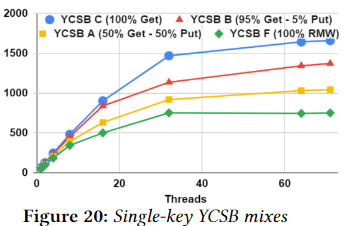 2000
YCSB C (100% Get) YCSB B (95% Get - 5% Put)
YCSB A (50% Get - 50% Put) YCSB F (100% RMW)
1500
1000
500
0
0 20 40 60
Threads
Figure 20: Single-key YCSB mixes